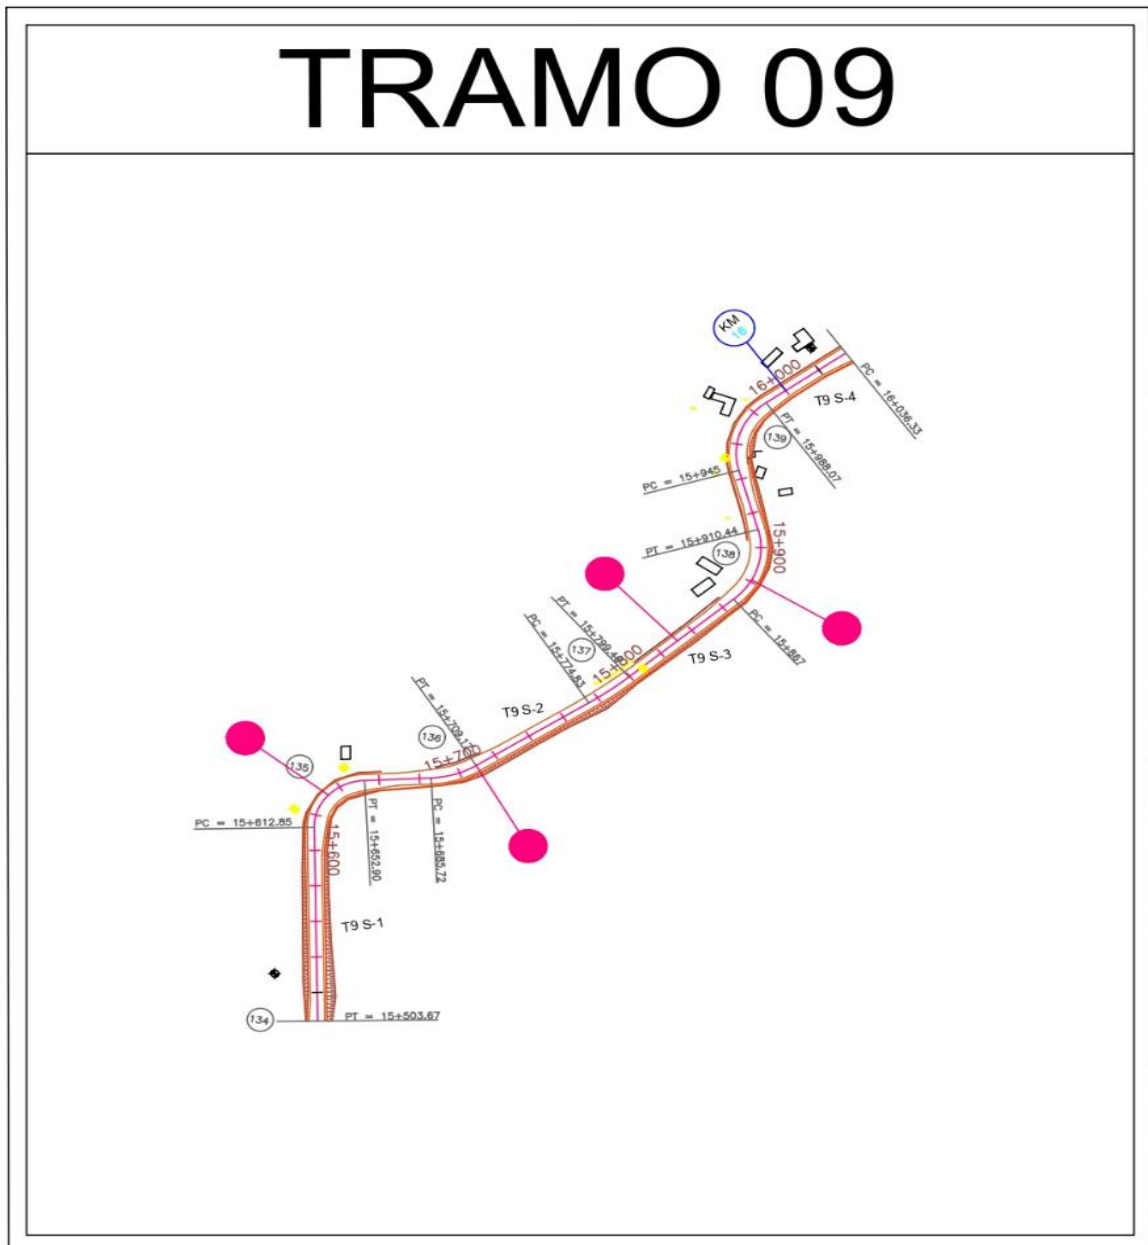 TRAMO 09
KM
16
16+000
PC = 16+036.33
T9 S-4
139
PT = 15+988.07
PC = 15+945
PT = 15+910.44
138
15+900
PC = 15+867
PT = 15+799.46
137
PC = 15+774.83
15+800
T9 S-3
T9 S-2
136
15+700
135
PC = 15+612.85
15+600
PT = 15+652.90
PC = 15+685.72
T9 S-1
134
PT = 15+503.67